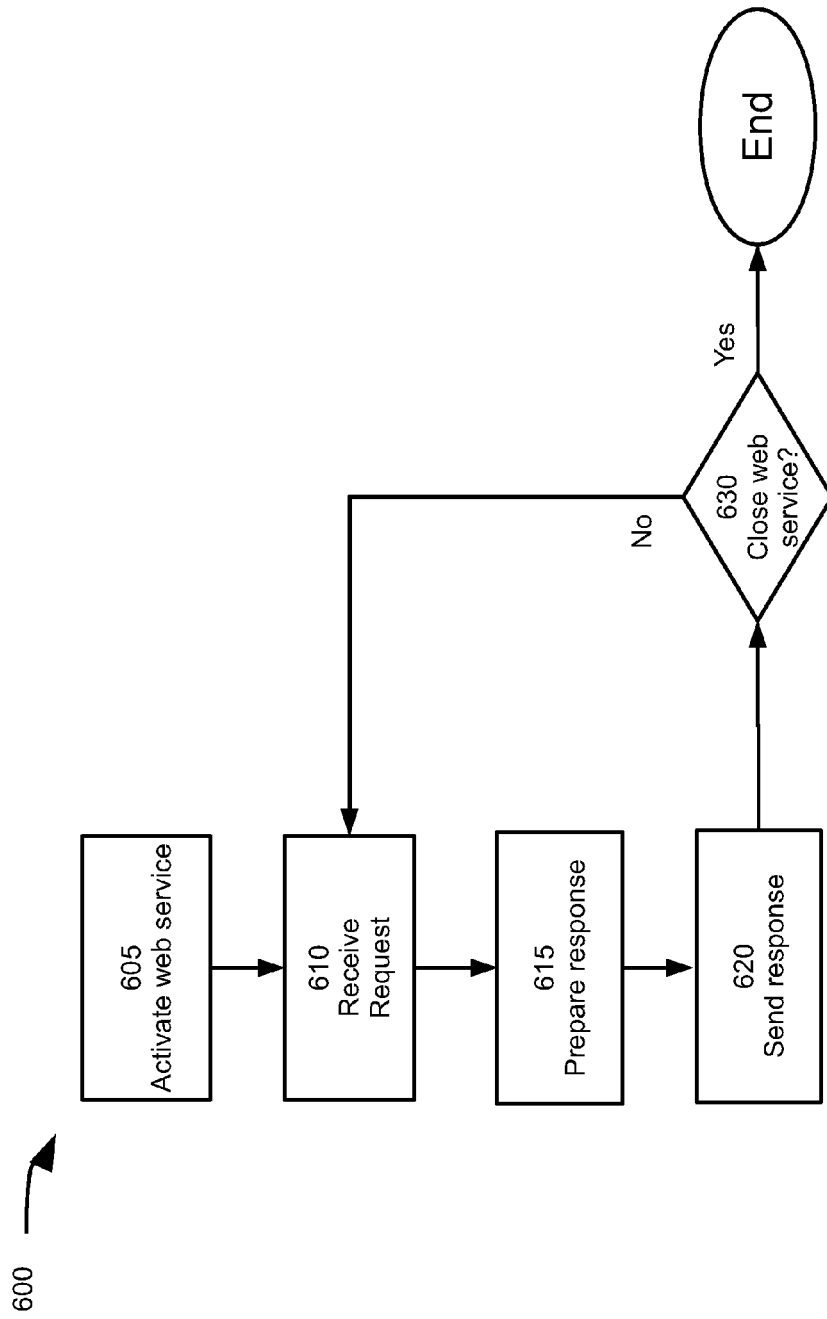 600
605
Activate web service
610
Receive
Request
615
Prepare response
620
Send response
630
Close web
service?
No
Yes
End